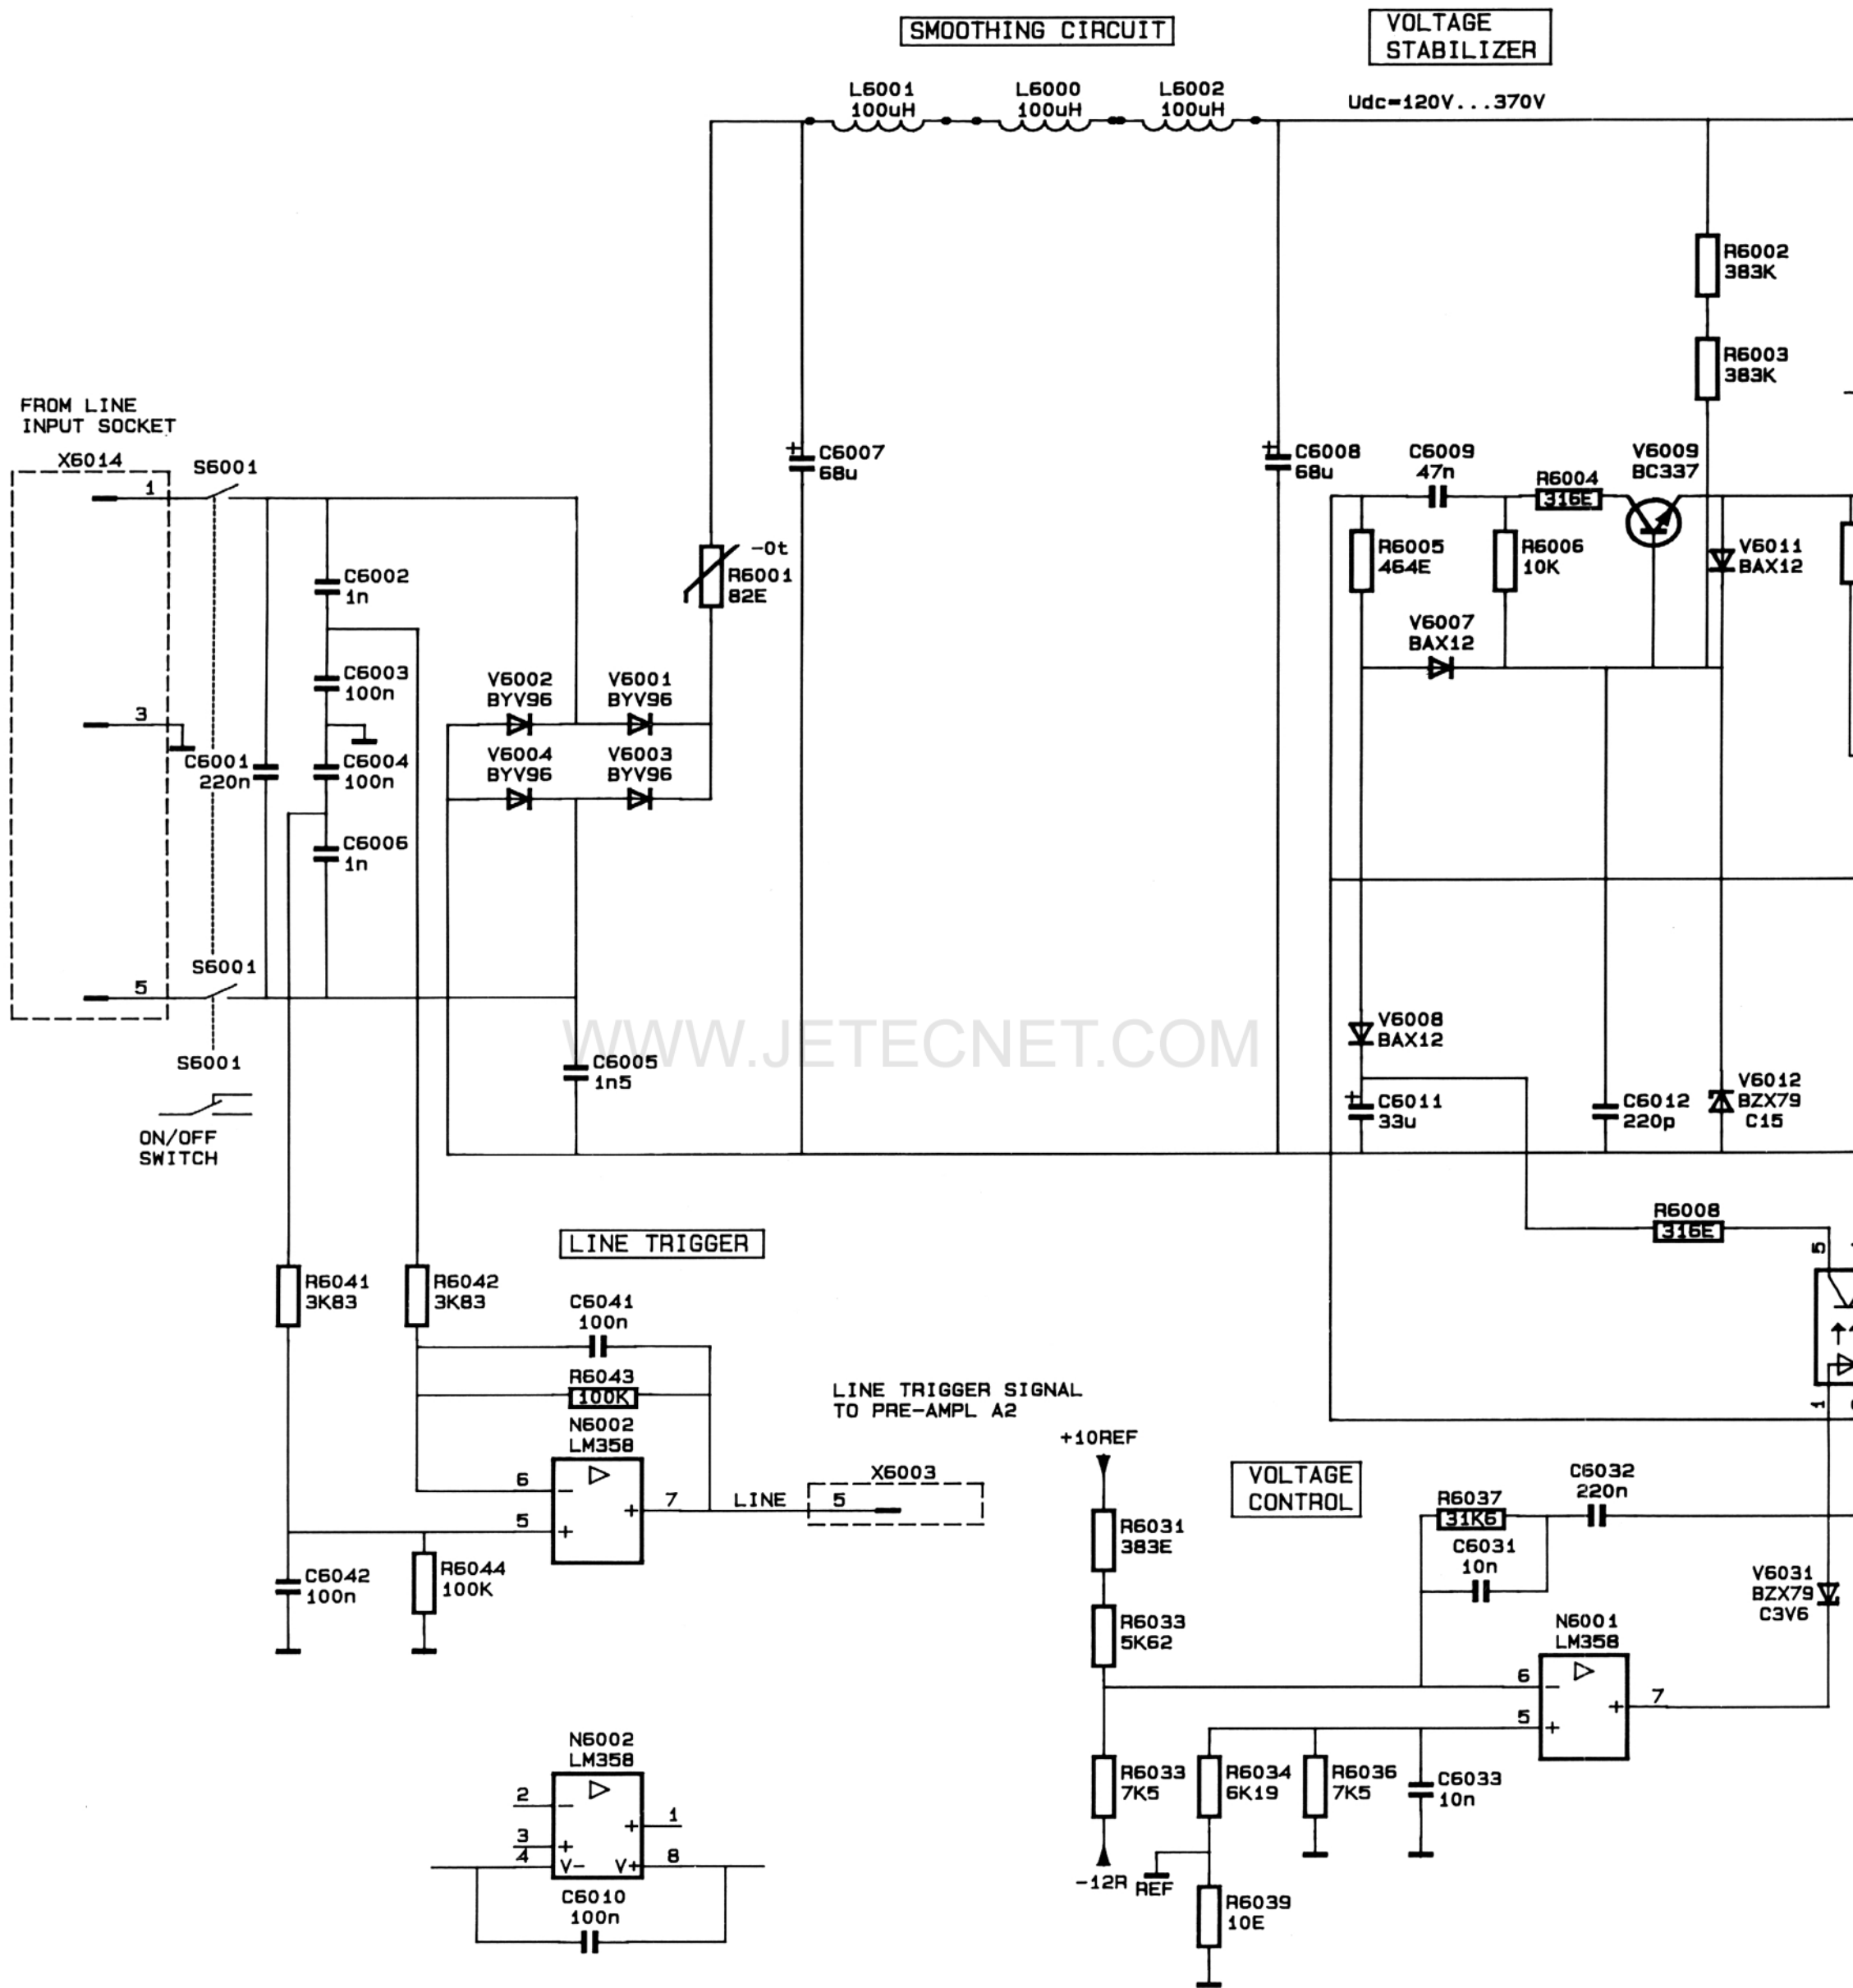 SMOOTHING CIRCUIT
VOLTAGE
STABILIZER
L6001
100uH
L6000
100uH
L6002
100uH
Udc=120V...370V
R6002
383K
R6003
383K
FROM LINE
INPUT SOCKET
X6014
S6001
1
C6007
68u
C6008
68u
C6009
47n
R6004
316E
V6009
BC337
-0t
R6001
82E
R6005
464E
R6006
10K
V6011
BAX12
C6002
1n
V6007
BAX12
C6003
100n
V6002
BYV96
V6001
BYV96
3
C6001
220n
C6004
100n
V6004
BYV96
V6003
BYV96
C6006
1n
S6001
5
WWW.JETECNET.COM
V6008
BAX12
S6001
C6005
1n5
C6011
33u
C6012
220p
V6012
BZX79
C15
ON/OFF
SWITCH
LINE TRIGGER
R6008
316E
5
R6041
3K83
R6042
3K83
C6041
100n
R6043
100K
LINE TRIGGER SIGNAL
TO PRE-AMPL A2
1
N6002
LM358
+10REF
X6003
VOLTAGE
CONTROL
C6032
220n
6
-
7
LINE
5
+
R6037
31K6
5
+
R6031
383E
C6031
10n
C6042
100n
R6044
100K
V6031
BZX79
C3V6
R6033
5K62
N6001
LM358
6
-
7
+
5
+
N6002
LM358
R6033
7K5
R6034
6K19
R6036
7K5
C6033
10n
2
-
1
+
3
+
4
V-
V+
8
-12R
REF
C6010
100n
R6039
10E